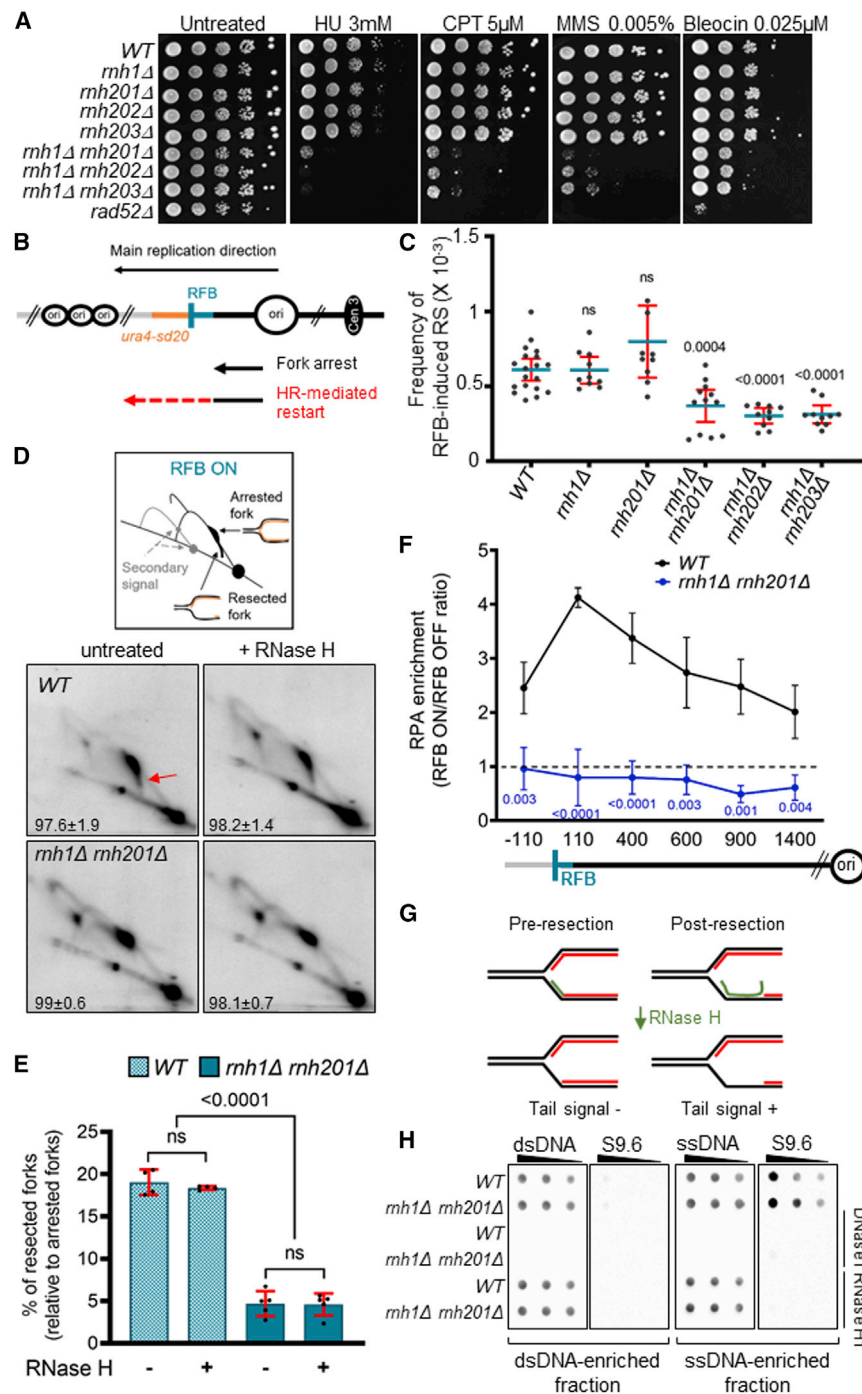 A
Untreated HU 3mM CPT 5µM MMS 0.005% Bleocin 0.025µM
WT
rnh1Δ
rnh201Δ
rnh202Δ
rnh203Δ
rnh1Δ rnh201Δ
rnh1Δ rnh202Δ
rnh1Δ rnh203Δ
rad52Δ
B
Main replication direction
RFB
ori ori ori
ori
Cen 3
ura4-sd20
Fork arrest
HR-mediated
restart
C
Frequency of
RFB-induced RS (X 10-3)
1.5
1
0.5
0
ns
ns
0.0004
<0.0001
<0.0001
WT
rnh1Δ
rnh201Δ
rnh1Δ
rnh201Δ
rnh1Δ
rnh202Δ
rnh1Δ
rnh203Δ
D
RFB ON
Arrested
fork
Secondary
signal
Resected
fork
untreated + RNase H
WT
97.6±1.9 98.2±1.4
rnh1Δ rnh201Δ
99±0.6 98.1±0.7
E
WT rnh1Δ rnh201Δ
<0.0001
ns
ns
% of resected forks
(relative to arrested forks)
25
20
15
10
5
0
RNase H - + - +
F
WT
rnh1Δ rnh201Δ
RPA enrichment
(RFB ON/RFB OFF ratio)
5
4
3
2
1
0
0.003 <0.0001 <0.0001 0.003 0.001 0.004
-110 110 400 600 900 1400
RFB
ori
G
Pre-resection Post-resection
RNase H
Tail signal - Tail signal +
H
dsDNA S9.6 ssDNA S9.6
WT
rnh1Δ rnh201Δ
WT
rnh1Δ rnh201Δ
WT
rnh1Δ rnh201Δ
DNase I
RNase H1
dsDNA-enriched
fraction
ssDNA-enriched
fraction